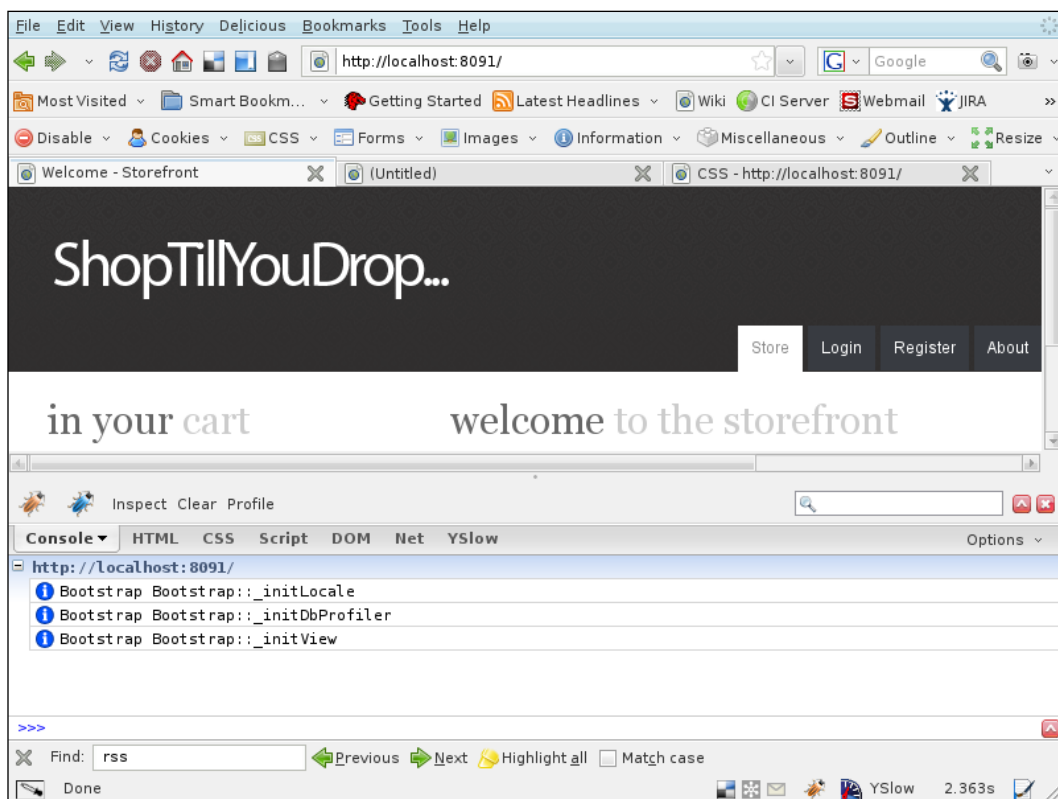 File Edit View History Delicious Bookmarks Tools Help
http://localhost:8091/ G Google
Most Visited Smart Bookm... Getting Started Latest Headlines Wiki CI Server Webmail JIRA »
Disable Cookies CSS Forms Images Information Miscellaneous Outline Resize
Welcome - Storefront (Untitled) CSS - http://localhost:8091/
ShopTillYouDrop...
Store Login Register About
in your cart welcome to the storefront
Inspect Clear Profile
Console HTML CSS Script DOM Net YSlow Options
http://localhost:8091/
Bootstrap Bootstrap::_initLocale
Bootstrap Bootstrap::_initDbProfiler
Bootstrap Bootstrap::_initView
>>>
Find: rss Previous Next Highlight all Match case
Done YSlow 2.363s